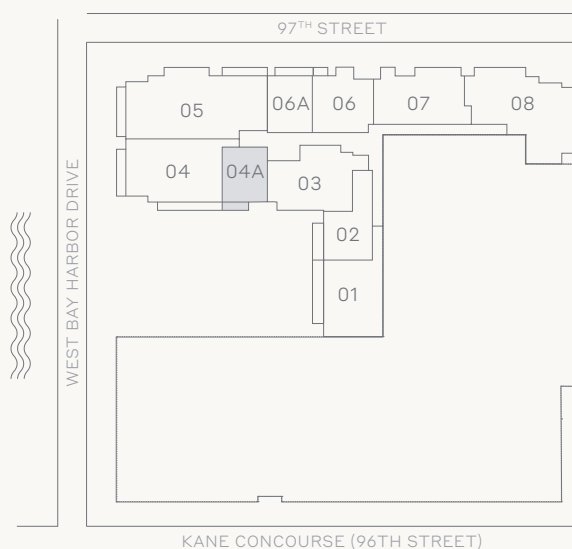 97TH STREET
05
06A
06
07
08
04
04A
03
02
01
WEST BAY HARBOR DRIVE
KANE CONCOURSE (96TH STREET)